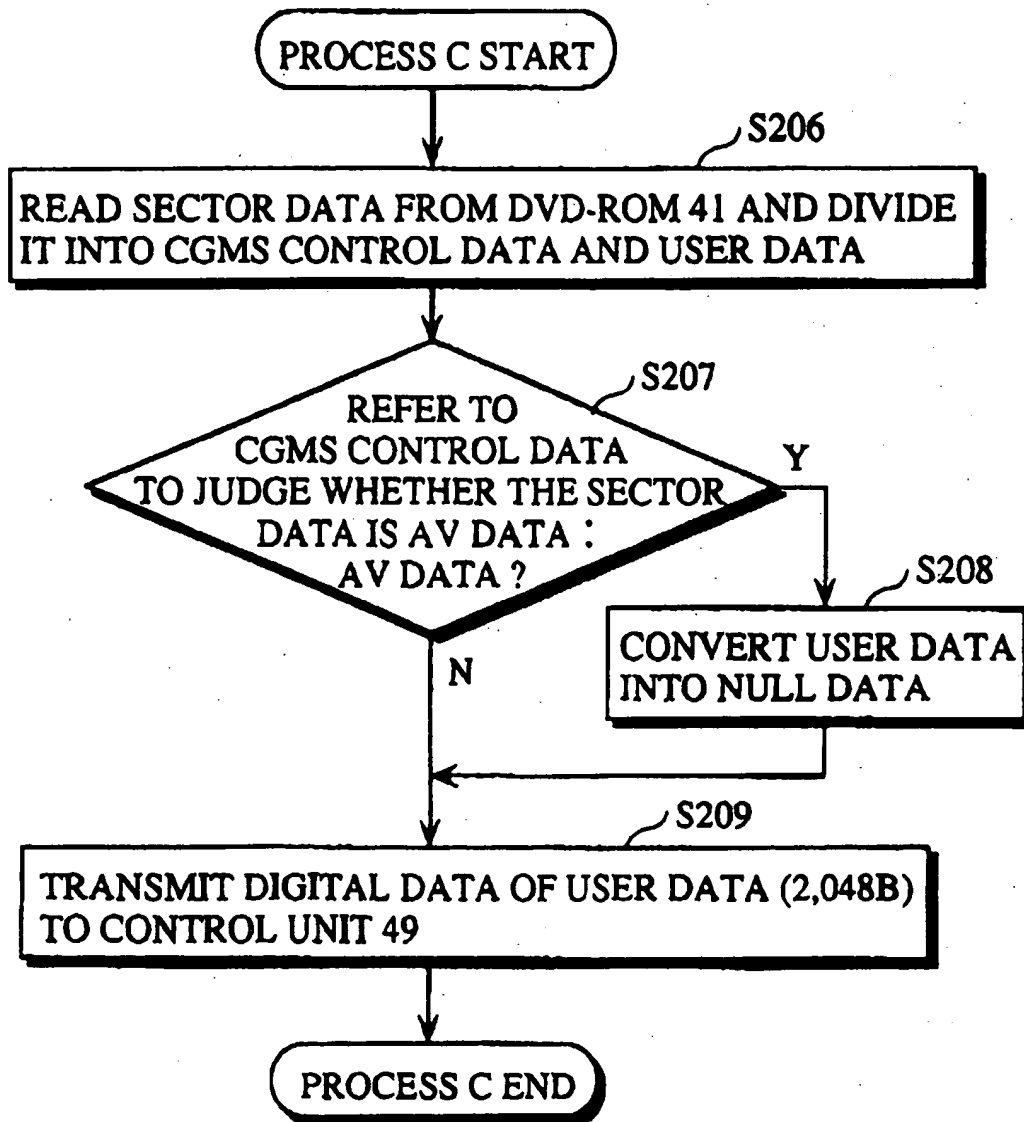 PROCESS C START
S206
READ SECTOR DATA FROM DVD-ROM 41 AND DIVIDE
IT INTO CGMS CONTROL DATA AND USER DATA
S207
REFER TO
CGMS CONTROL DATA
TO JUDGE WHETHER THE SECTOR
DATA IS AV DATA :
AV DATA ?
Y
N
S208
CONVERT USER DATA
INTO NULL DATA
S209
TRANSMIT DIGITAL DATA OF USER DATA (2,048B)
TO CONTROL UNIT 49
PROCESS C END